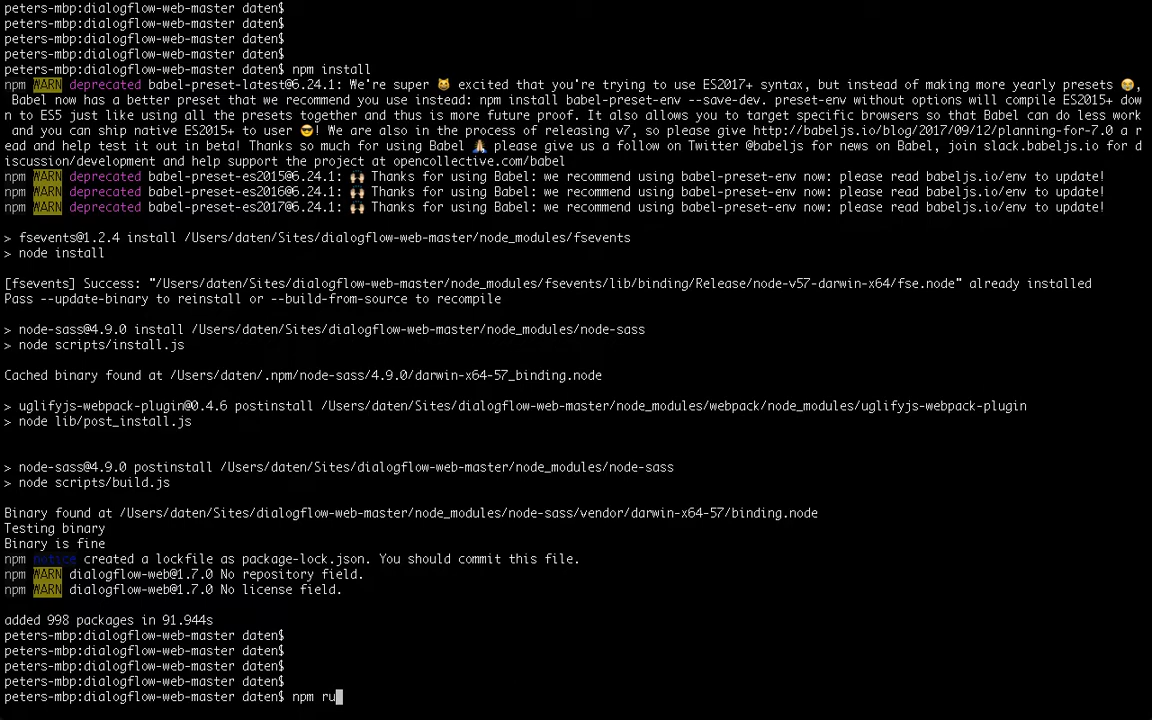 peters-mbp:dialogflow-web-master daten$
peters-mbp:dialogflow-web-master daten$
peters-mbp:dialogflow-web-master daten$
peters-mbp:dialogflow-web-master daten$
peters-mbp:dialogflow-web-master daten$ npm install
npm WARN deprecated babel-preset-latest@6.24.1: We're super 😸 excited that you're trying to use ES2017+ syntax, but instead of making more yearly presets 😭,
Babel now has a better preset that we recommend you use instead: npm install babel-preset-env --save-dev. preset-env without options will compile ES2015+ dow
n to ES5 just like using all the presets together and thus is more future proof. It also allows you to target specific browsers so that Babel can do less work
and you can ship native ES2015+ to user 😎! We are also in the process of releasing v7, so please give http://babeljs.io/blog/2017/09/12/planning-for-7.0 a r
ead and help test it out in beta! Thanks so much for using Babel 🙏 please give us a follow on Twitter @babeljs for news on Babel, join slack.babeljs.io for d
iscussion/development and help support the project at opencollective.com/babel
npm WARN deprecated babel-preset-es2015@6.24.1: 🙌 Thanks for using Babel: we recommend using babel-preset-env now: please read babeljs.io/env to update!
npm WARN deprecated babel-preset-es2016@6.24.1: 🙌 Thanks for using Babel: we recommend using babel-preset-env now: please read babeljs.io/env to update!
npm WARN deprecated babel-preset-es2017@6.24.1: 🙌 Thanks for using Babel: we recommend using babel-preset-env now: please read babeljs.io/env to update!
> fsevents@1.2.4 install /Users/daten/Sites/dialogflow-web-master/node_modules/fsevents
> node install
[fsevents] Success: "/Users/daten/Sites/dialogflow-web-master/node_modules/fsevents/lib/binding/Release/node-v57-darwin-x64/fse.node" already installed
Pass --update-binary to reinstall or --build-from-source to recompile
> node-sass@4.9.0 install /Users/daten/Sites/dialogflow-web-master/node_modules/node-sass
> node scripts/install.js
Cached binary found at /Users/daten/.npm/node-sass/4.9.0/darwin-x64-57_binding.node
> uglifyjs-webpack-plugin@0.4.6 postinstall /Users/daten/Sites/dialogflow-web-master/node_modules/webpack/node_modules/uglifyjs-webpack-plugin
> node lib/post_install.js
> node-sass@4.9.0 postinstall /Users/daten/Sites/dialogflow-web-master/node_modules/node-sass
> node scripts/build.js
Binary found at /Users/daten/Sites/dialogflow-web-master/node_modules/node-sass/vendor/darwin-x64-57/binding.node
Testing binary
Binary is fine
npm notice created a lockfile as package-lock.json. You should commit this file.
npm WARN dialogflow-web@1.7.0 No repository field.
npm WARN dialogflow-web@1.7.0 No license field.
added 998 packages in 91.944s
peters-mbp:dialogflow-web-master daten$
peters-mbp:dialogflow-web-master daten$
peters-mbp:dialogflow-web-master daten$
peters-mbp:dialogflow-web-master daten$
peters-mbp:dialogflow-web-master daten$ npm ru